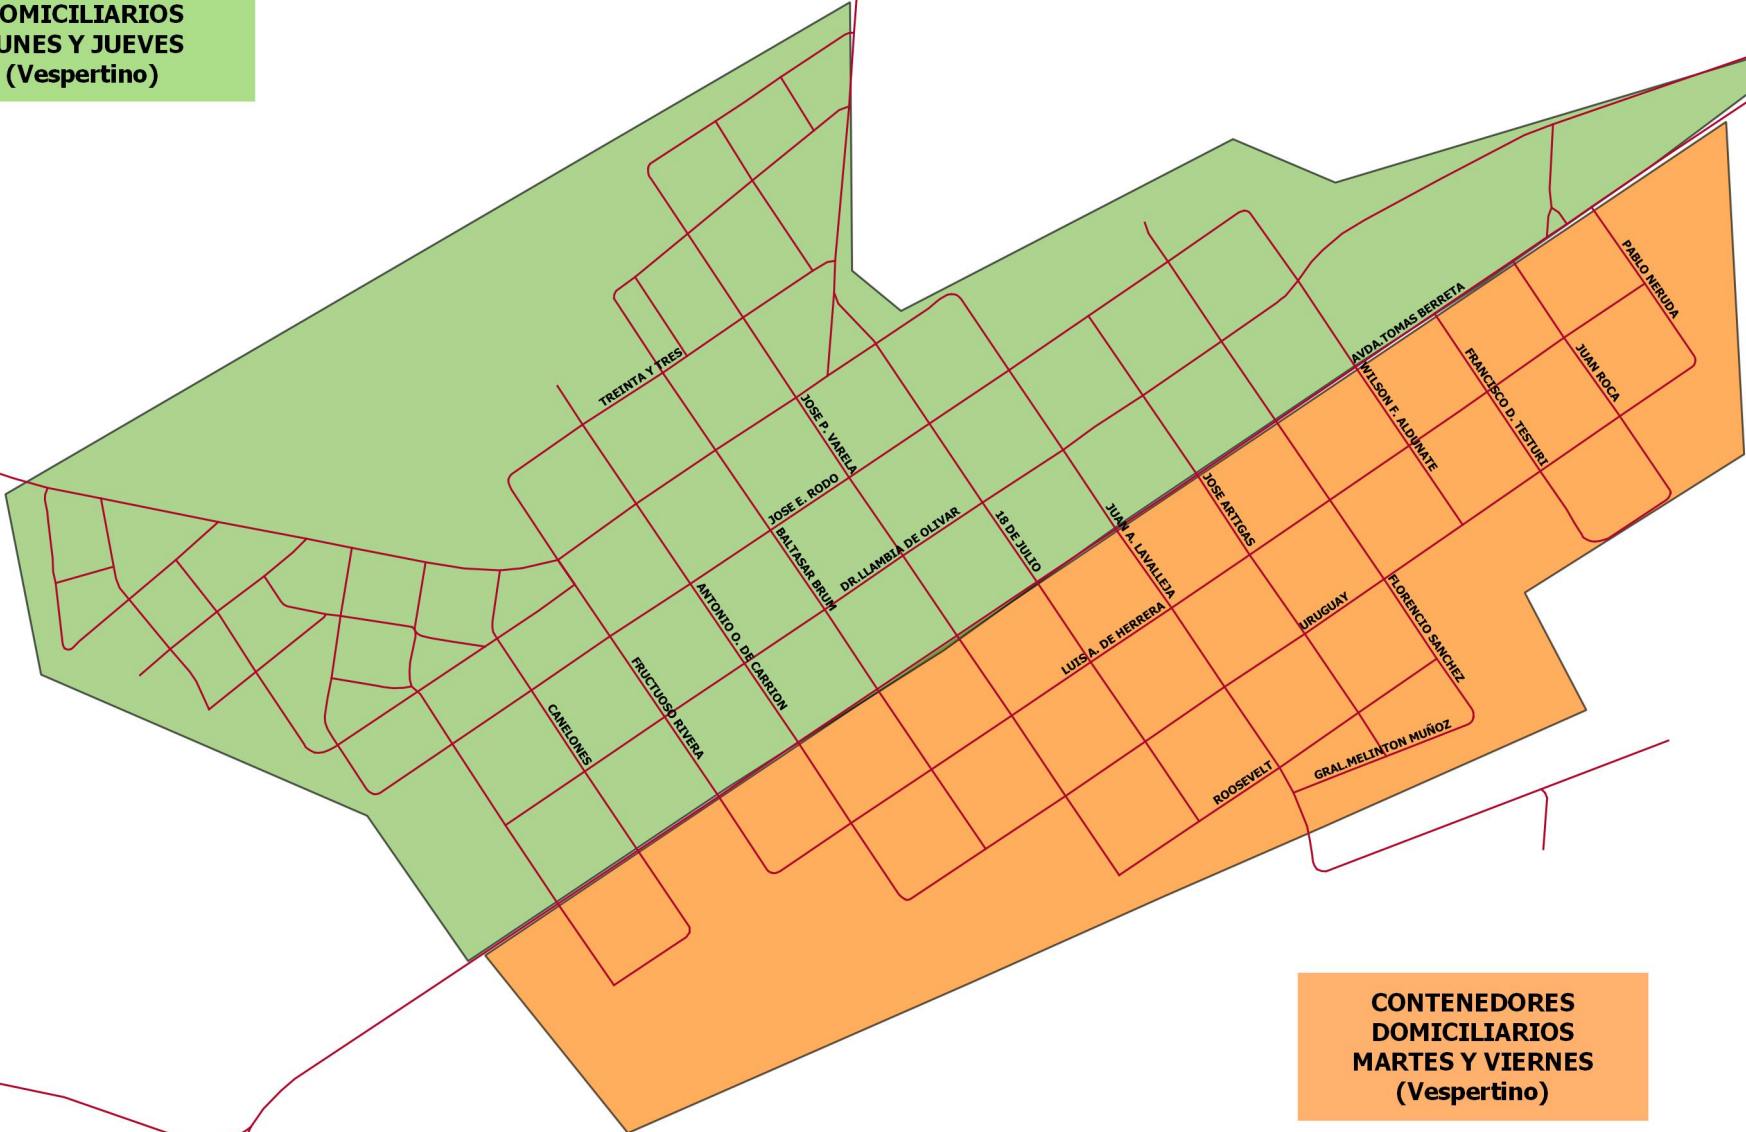 OMICILIARIOS
UNES Y JUEVES
(Vespertino)
PABLO NERUDA
AVDA.TOMAS BERRETA
JUAN ROCA
FRANCISCO D. TESTURI
WILSON F. ALDUNATE
TREINTA Y TRES
JOSE P. VARELA
JOSE E. RODO
JOSE ARTIGAS
18 DE JULIO
JUAN A. LAVALLEJA
DR.LLAMBIA DE OLIVAR
BALTASAR BRUM
ANTONIO O. DE CARRION
FLORENCIO SANCHEZ
URUGUAY
LUIS A. DE HERRERA
FRUCTUOSO RIVERA
CANELONES
GRAL.MELINTON MUÑOZ
ROOSEVELT
CONTENEDORES
DOMICILIARIOS
MARTES Y VIERNES
(Vespertino)